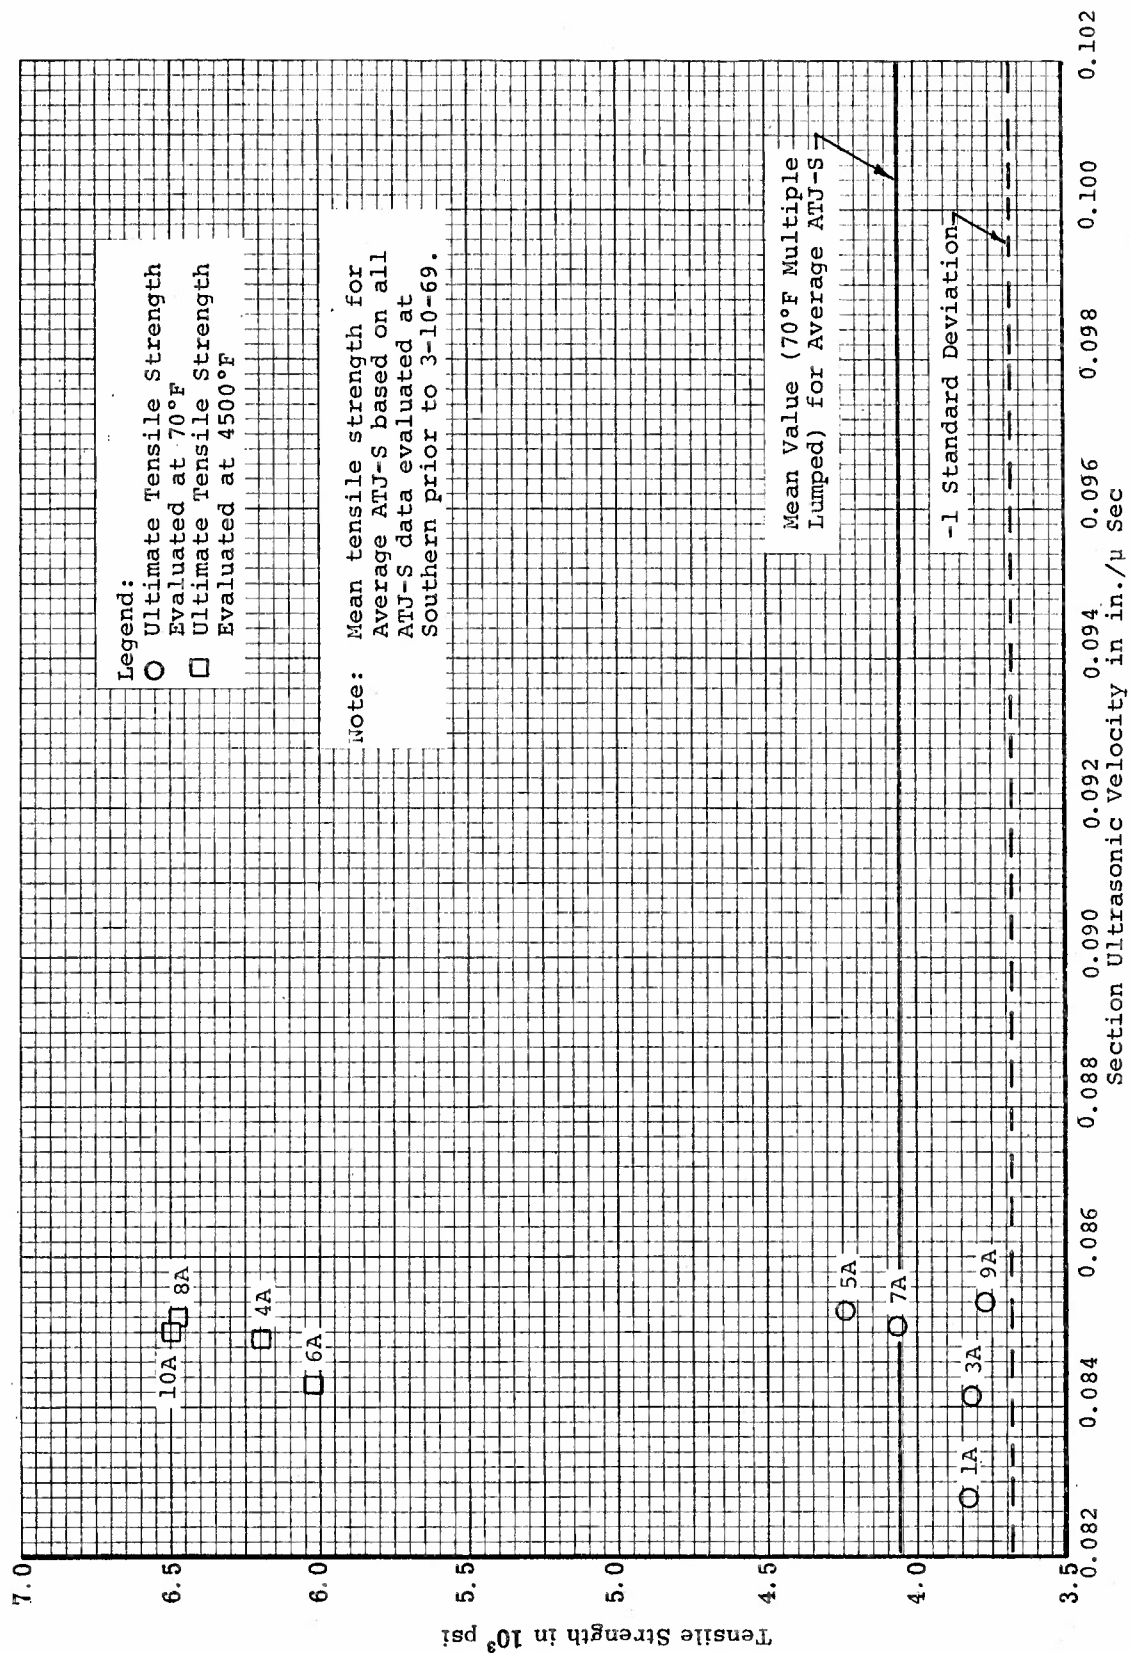 Legend:
○ Ultimate Tensile Strength
Evaluated at 70°F
□ Ultimate Tensile Strength
Evaluated at 4500°F
Note: Mean tensile strength for
Average ATJ-S based on all
ATJ-S data evaluated at
Southern prior to 3-10-69.
Mean Value (70°F Multiple
Lumped) for Average ATJ-S
-1 Standard Deviation
7.0
6.5
6.0
5.5
5.0
4.5
4.0
3.5
Tensile Strength in 10³ psi
10A
8A
4A
6A
5A
7A
9A
3A
1A
0.082
0.084
0.086
0.088
0.090
0.092
0.094
0.096
0.098
0.100
0.102
Section Ultrasonic Velocity in in./μ Sec